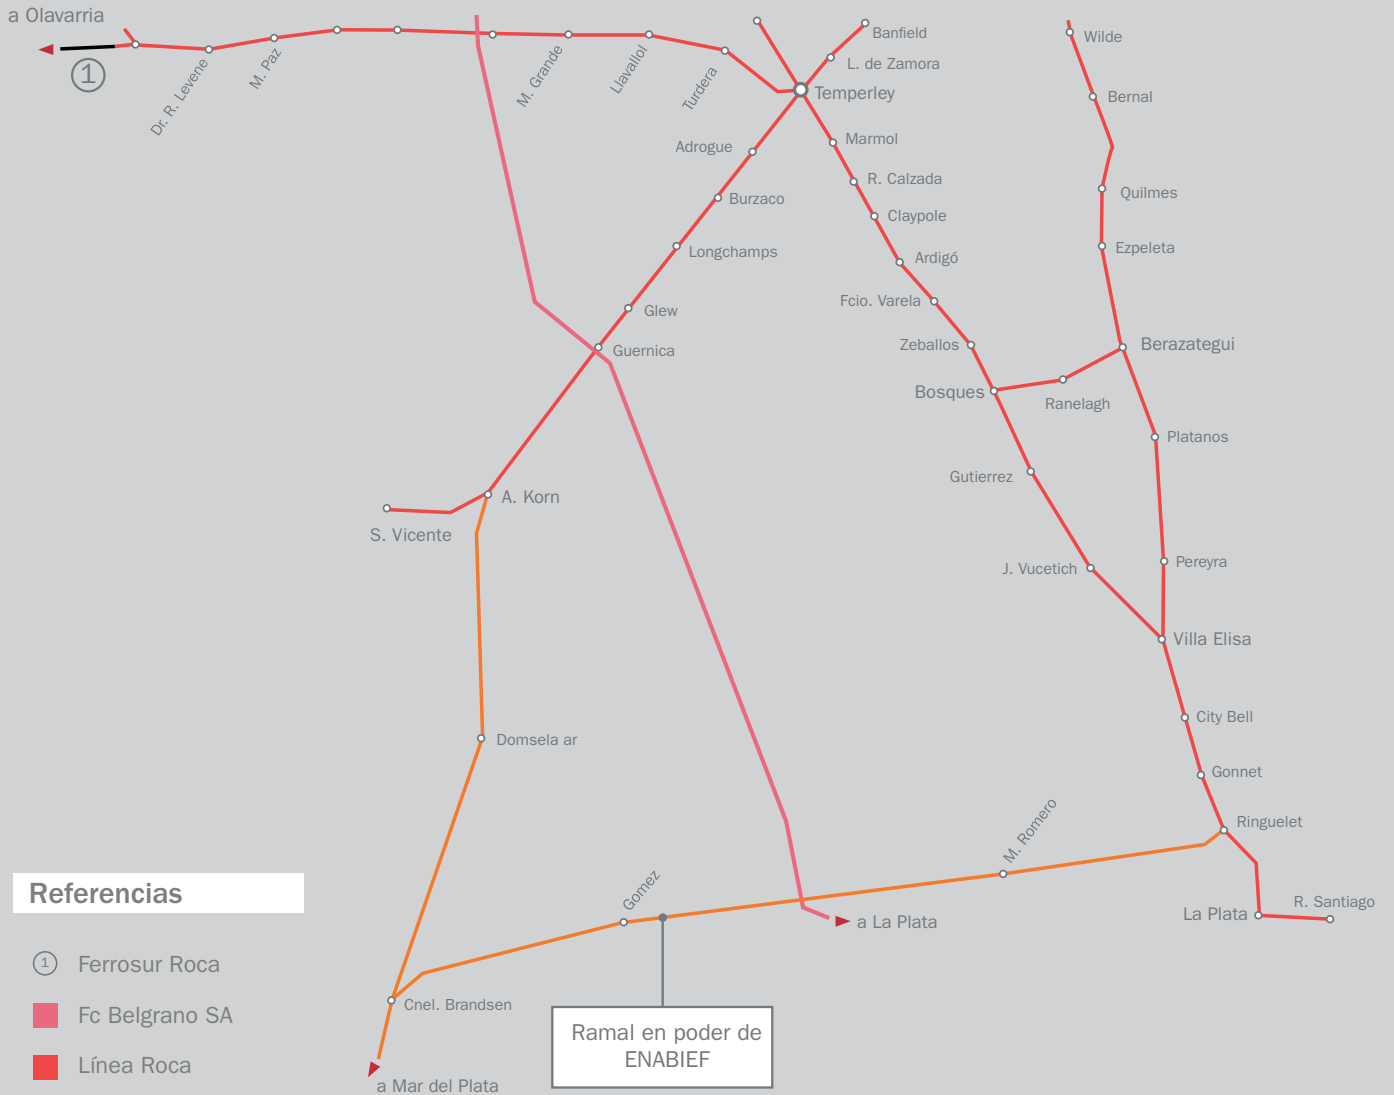 a Olavarria
1
Dr. R. Levene
M. Paz
M. Grande
Llavallol
Turdera
Banfield
L. de Zamora
Temperley
Wilde
Bernal
Adrogue
Marmol
Burzaco
R. Calzada
Quilmes
Claypole
Longchamps
Ardigó
Ezpeleta
Glew
Fcio. Varela
Guernica
Zeballos
Berazategui
Bosques
Ranelagh
Platanos
Gutierrez
A. Korn
S. Vicente
J. Vucetich
Pereyra
Villa Elisa
City Bell
Domsela ar
Gonnet
Ringuelet
M. Romero
Gomez
R. Santiago
La Plata
a La Plata
Cnel. Brandsen
Ramal en poder de
ENABIEF
a Mar del Plata
Referencias
1 Ferrosur Roca
Fc Belgrano SA
Línea Roca